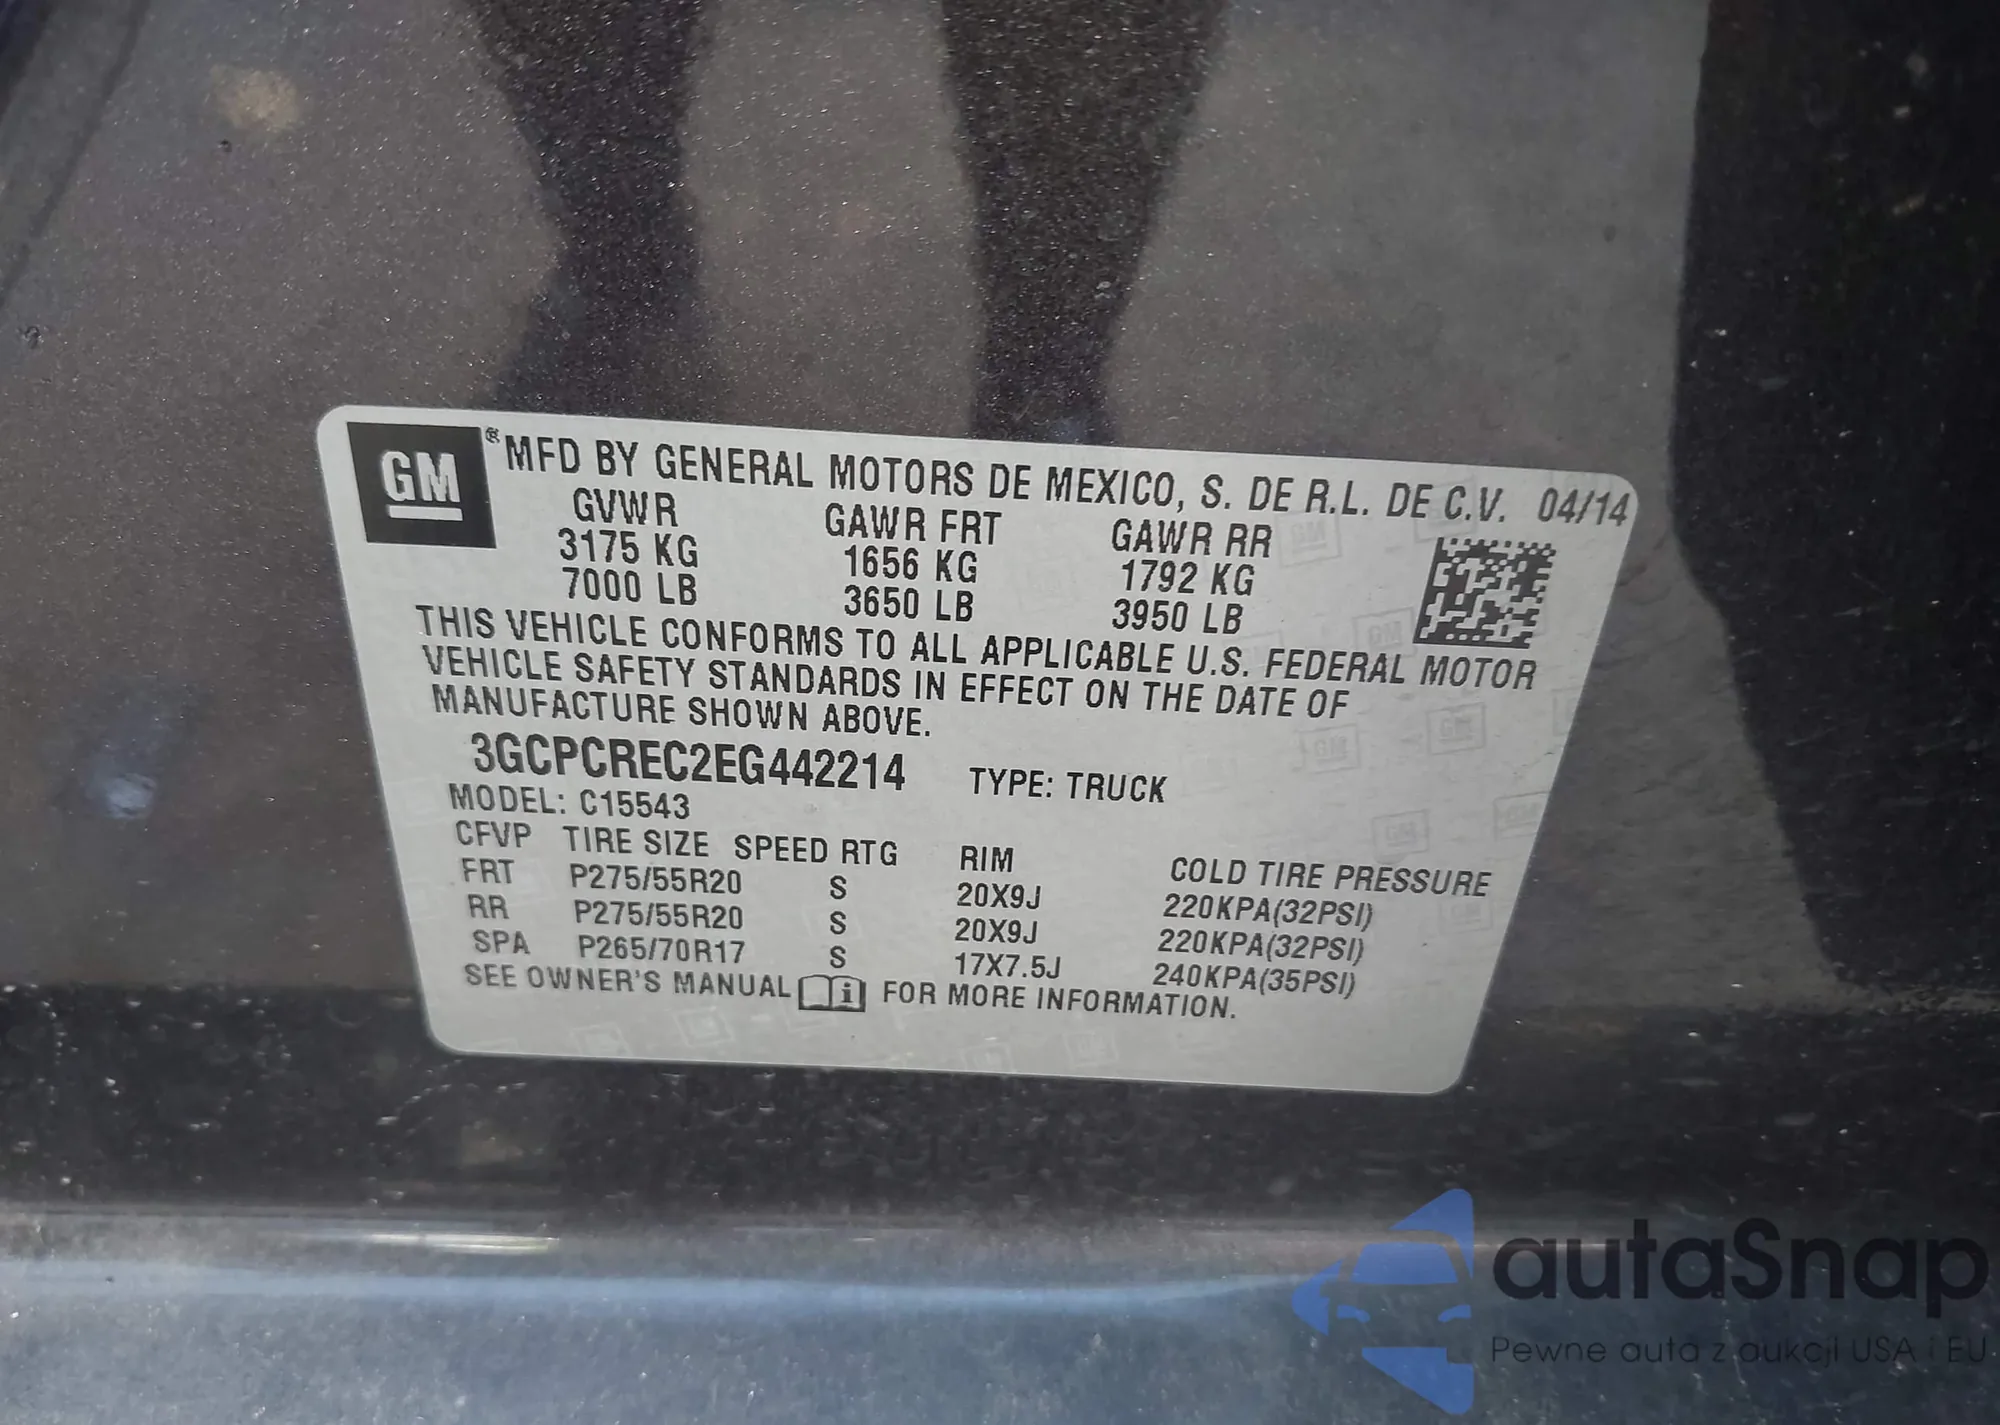 GM
® MFD BY GENERAL MOTORS DE MEXICO, S. DE R.L. DE C.V. 04/14
GVWR GAWR FRT GAWR RR
3175 KG 1656 KG 1792 KG
7000 LB 3650 LB 3950 LB
THIS VEHICLE CONFORMS TO ALL APPLICABLE U.S. FEDERAL MOTOR
VEHICLE SAFETY STANDARDS IN EFFECT ON THE DATE OF
MANUFACTURE SHOWN ABOVE.
3GCPCREC2EG442214 TYPE: TRUCK
MODEL: C15543
CFVP TIRE SIZE SPEED RTG RIM COLD TIRE PRESSURE
FRT P275/55R20 S 20X9J 220KPA(32PSI)
RR P275/55R20 S 20X9J 220KPA(32PSI)
SPA P265/70R17 S 17X7.5J 240KPA(35PSI)
SEE OWNER'S MANUAL i FOR MORE INFORMATION.
autaSnap
Pewne auta z aukcji USA i EU